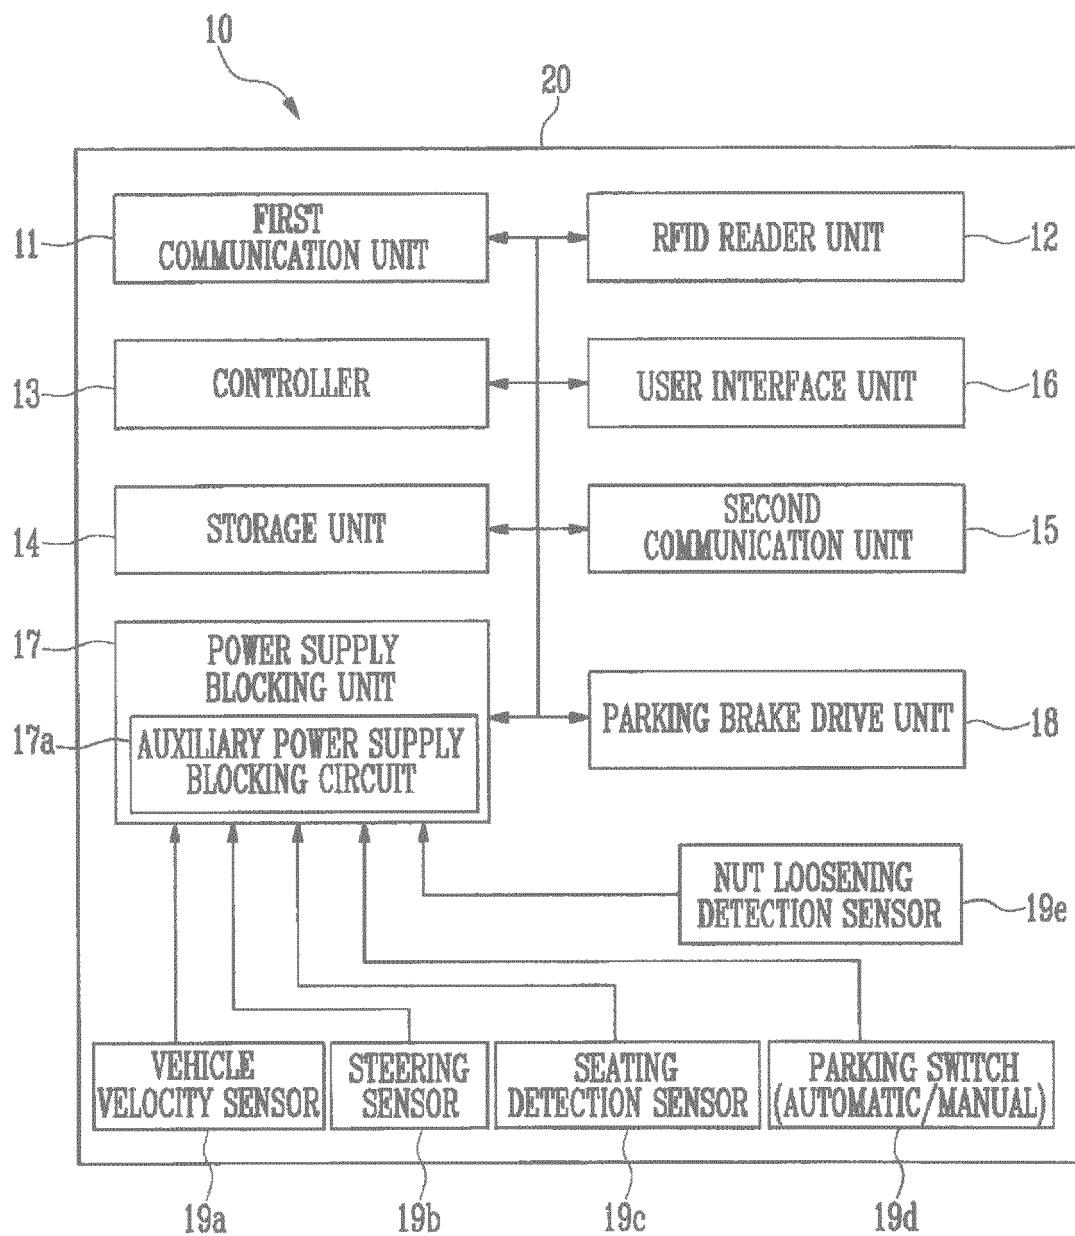 10
20
FIRST
COMMUNICATION UNIT
11
RFID READER UNIT
12
CONTROLLER
13
USER INTERFACE UNIT
16
STORAGE UNIT
14
SECOND
COMMUNICATION UNIT
15
17
POWER SUPPLY
BLOCKING UNIT
17a
AUXILIARY POWER SUPPLY
BLOCKING CIRCUIT
PARKING BRAKE DRIVE UNIT
18
NUT LOOSENING
DETECTION SENSOR
19e
VEHICLE
VELOCITY SENSOR
STEERING
SENSOR
SEATING
DETECTION SENSOR
PARKING SWITCH
(AUTOMATIC/MANUAL)
19a
19b
19c
19d